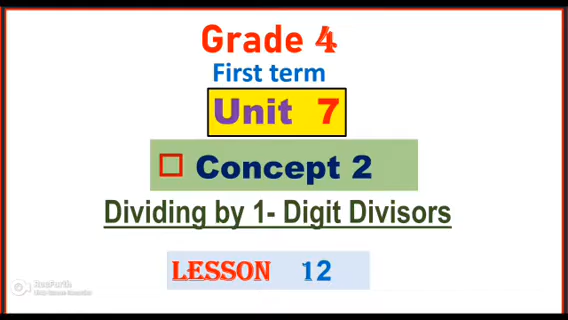 Grade 4
First term
Unit 7
Concept 2
Dividing by 1- Digit Divisors
LESSON 12